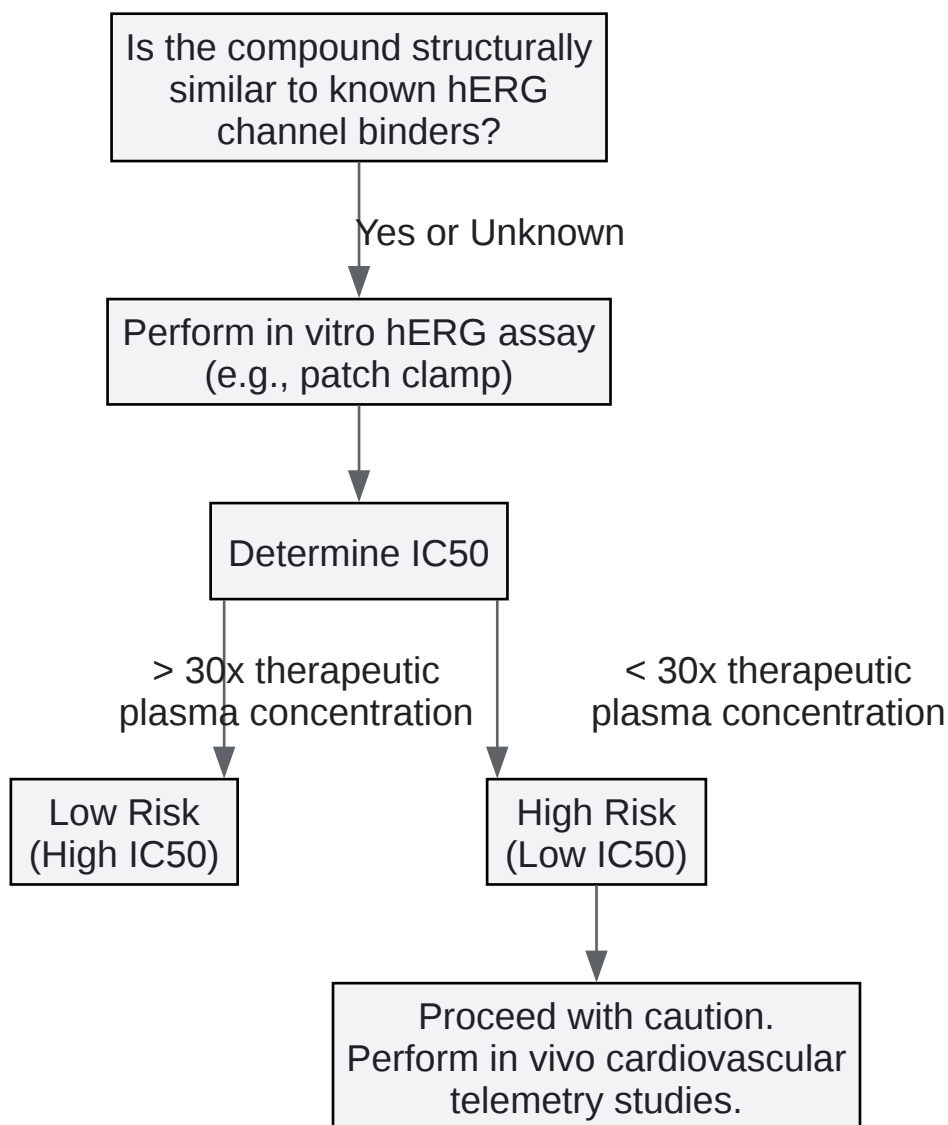 Is the compound structurally
similar to known hERG
channel binders?
Yes or Unknown
Perform in vitro hERG assay
(e.g., patch clamp)
Determine IC50
> 30x therapeutic
plasma concentration
< 30x therapeutic
plasma concentration
Low Risk
(High IC50)
High Risk
(Low IC50)
Proceed with caution.
Perform in vivo cardiovascular
telemetry studies.